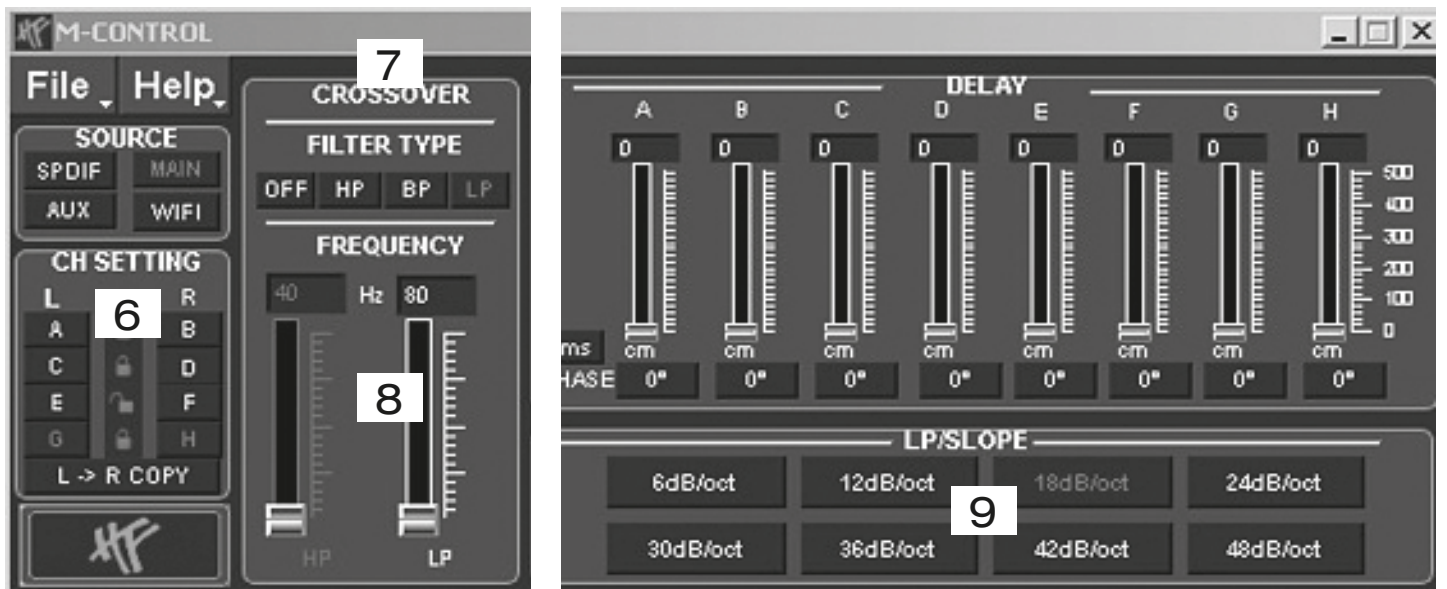 M-CONTROL
File Help
7
CROSSOVER
SOURCE
SPDIF MAIN
AUX WIFI
FILTER TYPE
OFF HP BP LP
FREQUENCY
40 Hz 80
CH SETTING
L R
6
A B
C D
E F
G H
L -> R COPY
HF
8
HP LP
DELAY
A B C D E F G H
0 0 0 0 0 0 0 0
500
400
300
200
100
0
ms cm cm cm cm cm cm cm cm
HASE 0° 0° 0° 0° 0° 0° 0° 0°
LP/SLOPE
6dB/oct 12dB/oct 18dB/oct 24dB/oct
9
30dB/oct 36dB/oct 42dB/oct 48dB/oct